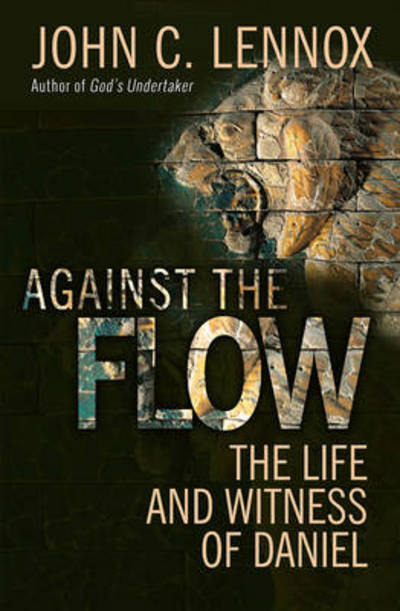 JOHN C. LENNOX
Author of God's Undertaker
AGAINST THE
FLOW
THE LIFE
AND WITNESS
OF DANIEL